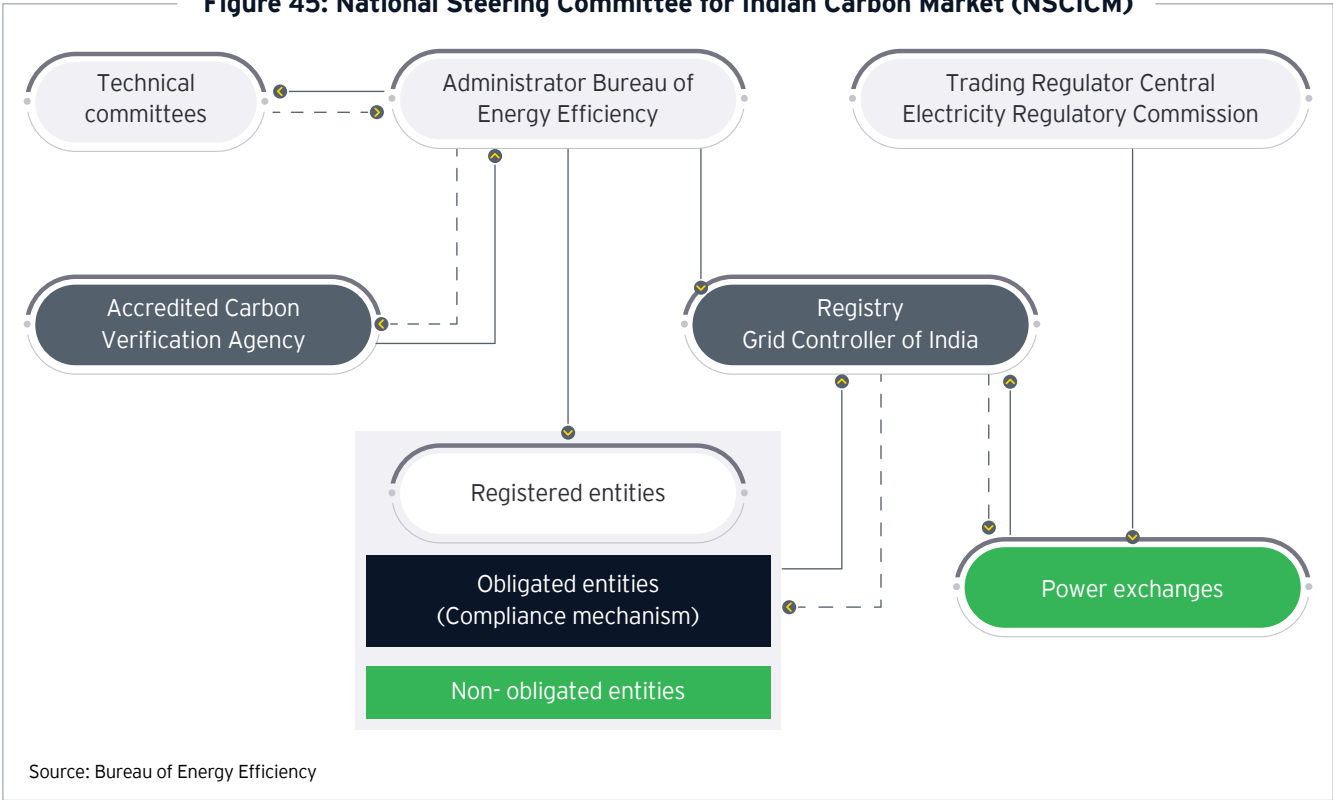 Figure 45: National Steering Committee for Indian Carbon Market (NSCICM)
Technical
committees
Administrator Bureau of
Energy Efficiency
Trading Regulator Central
Electricity Regulatory Commission
Accredited Carbon
Verification Agency
Registry
Grid Controller of India
Registered entities
Obligated entities
(Compliance mechanism)
Non- obligated entities
Power exchanges
Source: Bureau of Energy Efficiency